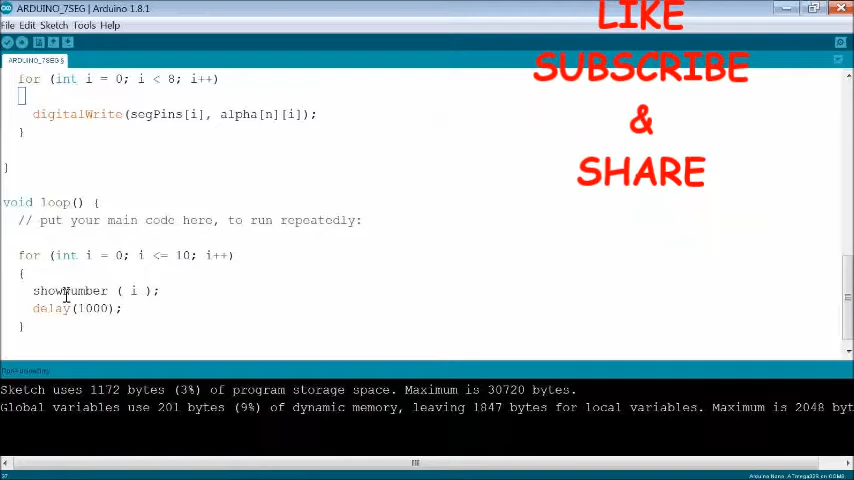 ARDUINO_7SEG | Arduino 1.8.1
File Edit Sketch Tools Help
ARDUINO_7SEG §
LIKE
SUBSCRIBE
&
SHARE
for (int i = 0; i < 8; i++)
digitalWrite(segPins[i], alpha[n][i]);
}
}
void loop() {
// put your main code here, to run repeatedly:
for (int i = 0; i <= 10; i++)
{
shownumber ( i );
delay(1000);
}
Sketch uses 1172 bytes (3%) of program storage space. Maximum is 30720 bytes.
Global variables use 201 bytes (9%) of dynamic memory, leaving 1847 bytes for local variables. Maximum is 2048 byt
37